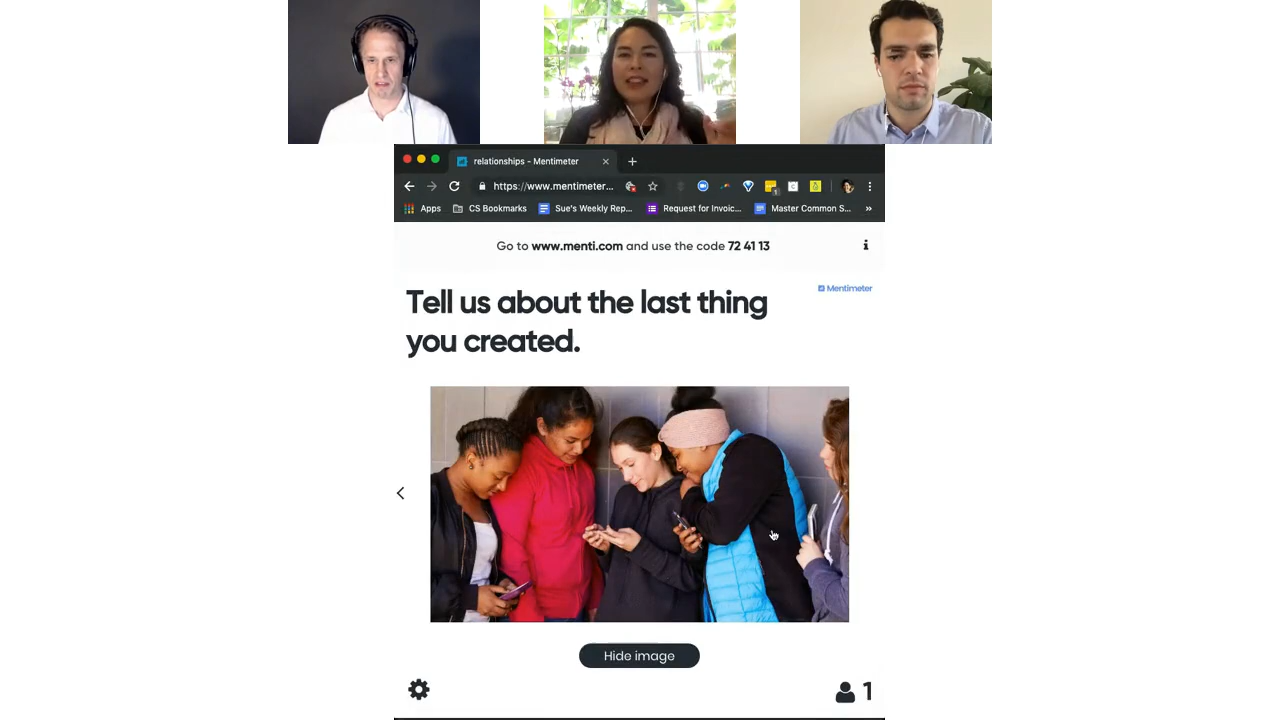 relationships - Mentimeter
https://www.mentimeter...
Apps
CS Bookmarks
Sue's Weekly Rep...
Request for Invoic...
Master Common S...
»
Go to www.menti.com and use the code 72 41 13
Mentimeter
Tell us about the last thing
you created.
Hide image
1